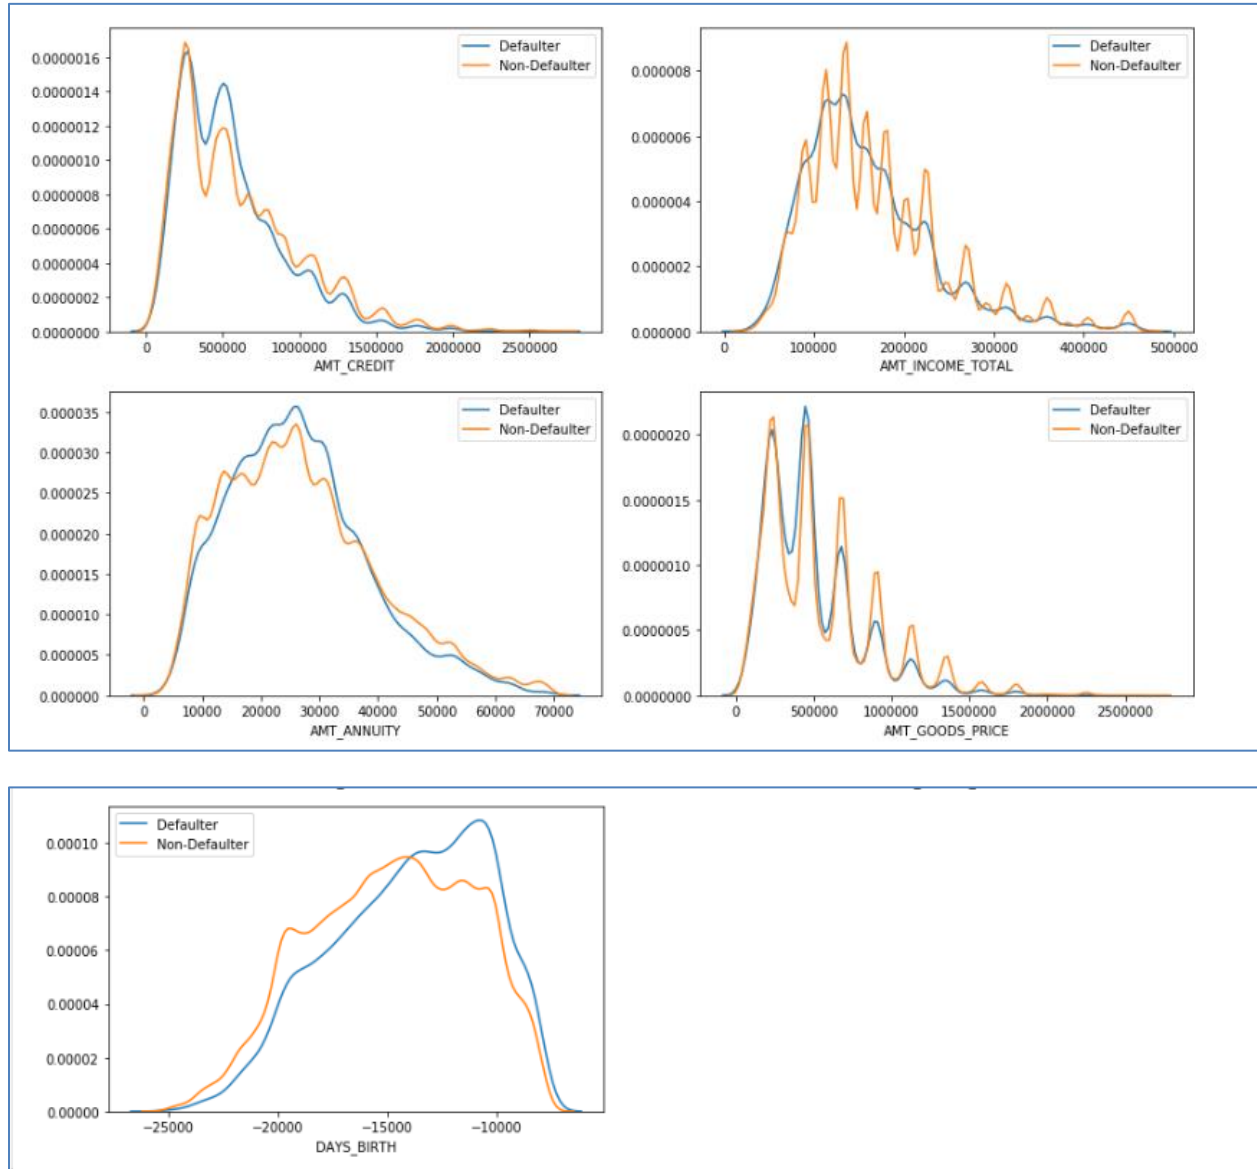 Defaulter
Non-Defaulter
0.0000016
0.0000014
0.0000012
0.0000010
0.0000008
0.0000006
0.0000004
0.0000002
0.0000000
0 500000 1000000 1500000 2000000 2500000
AMT_CREDIT
Defaulter
Non-Defaulter
0.000008
0.000006
0.000004
0.000002
0.000000
0 100000 200000 300000 400000 500000
AMT_INCOME_TOTAL
Defaulter
Non-Defaulter
0.000035
0.000030
0.000025
0.000020
0.000015
0.000010
0.000005
0.000000
0 10000 20000 30000 40000 50000 60000 70000
AMT_ANNUITY
Defaulter
Non-Defaulter
0.0000020
0.0000015
0.0000010
0.0000005
0.0000000
0 500000 1000000 1500000 2000000 2500000
AMT_GOODS_PRICE
Defaulter
Non-Defaulter
0.00010
0.00008
0.00006
0.00004
0.00002
0.00000
−25000 −20000 −15000 −10000
DAYS_BIRTH